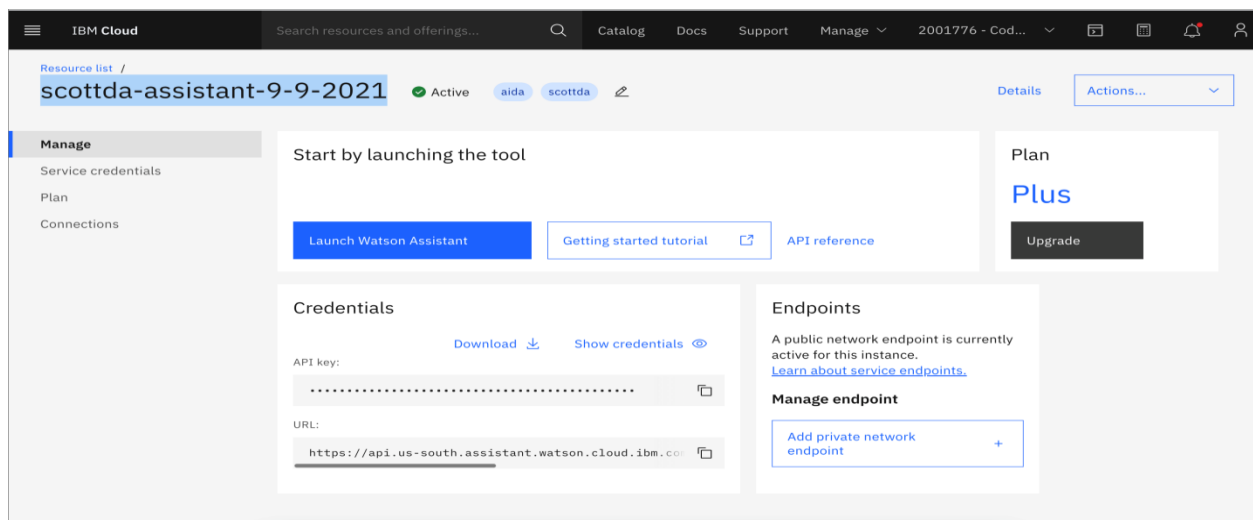 IBM Cloud
Search resources and offerings...
Catalog
Docs
Support
Manage
2001776 - Cod...
Resource list /
scottda-assistant-9-9-2021
Active
aida
scottda
Details
Actions...
Manage
Service credentials
Plan
Connections
Start by launching the tool
Launch Watson Assistant
Getting started tutorial
API reference
Plan
Plus
Upgrade
Credentials
Download
Show credentials
API key:
............................................
URL:
https://api.us-south.assistant.watson.cloud.ibm.co
Endpoints
A public network endpoint is currently
active for this instance.
Learn about service endpoints.
Manage endpoint
Add private network
endpoint
+